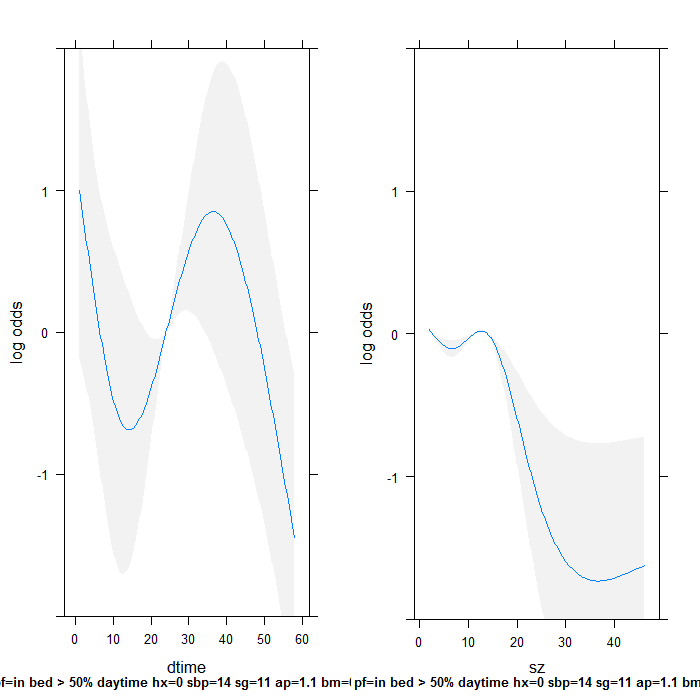 log odds
1
0
-1
0 10 20 30 40 50 60
dtime
pf=in bed > 50% daytime hx=0 sbp=14 sg=11 ap=1.1 bm=
log odds
1
0
-1
0 10 20 30 40
sz
pf=in bed > 50% daytime hx=0 sbp=14 sg=11 ap=1.1 bm